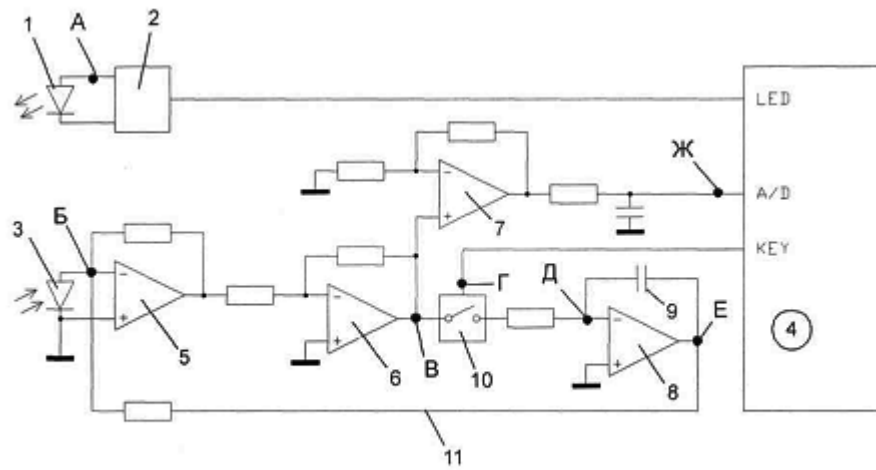 1 А 2
LED
Ж
A/D
7
3 Б
KEY
Г Д
9 Е
5 6 В 10 8 4
11
- + - + - + - +